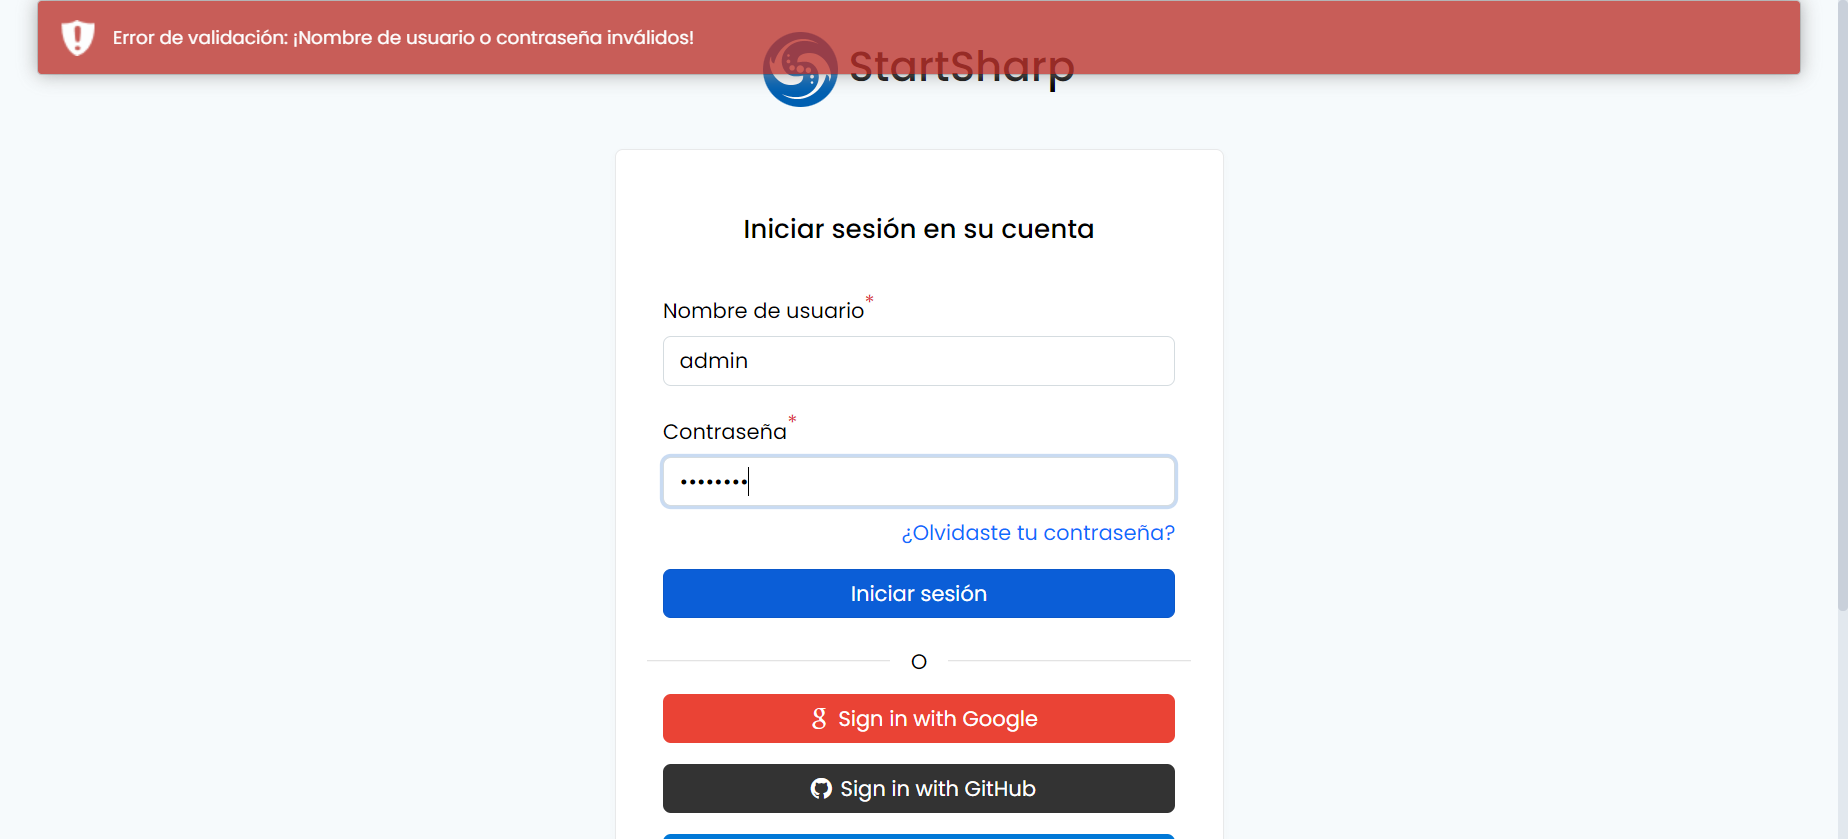 Error de validación: ¡Nombre de usuario o contraseña inválidos!
StartSharp
Iniciar sesión en su cuenta
Nombre de usuario*
admin
Contraseña*
••••••••
¿Olvidaste tu contraseña?
Iniciar sesión
O
Sign in with Google
Sign in with GitHub